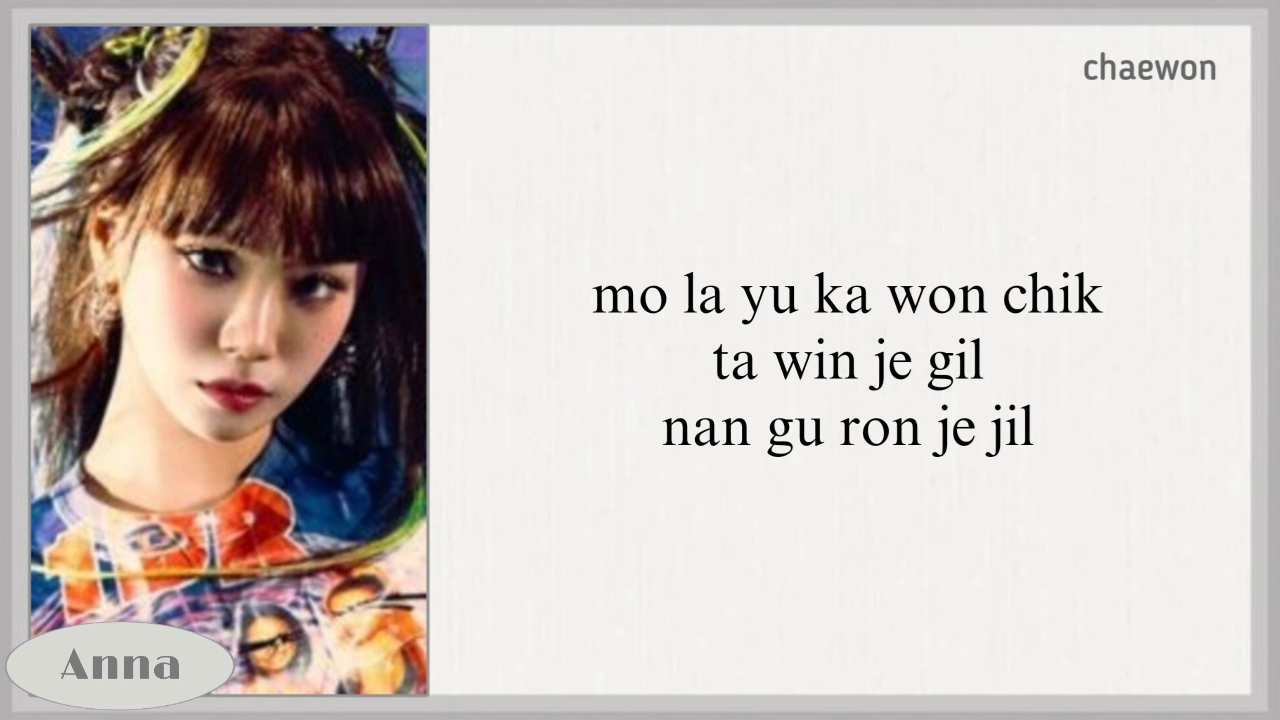 chaewon
mo la yu ka won chik
ta win je gil
nan gu ron je jil
Anna